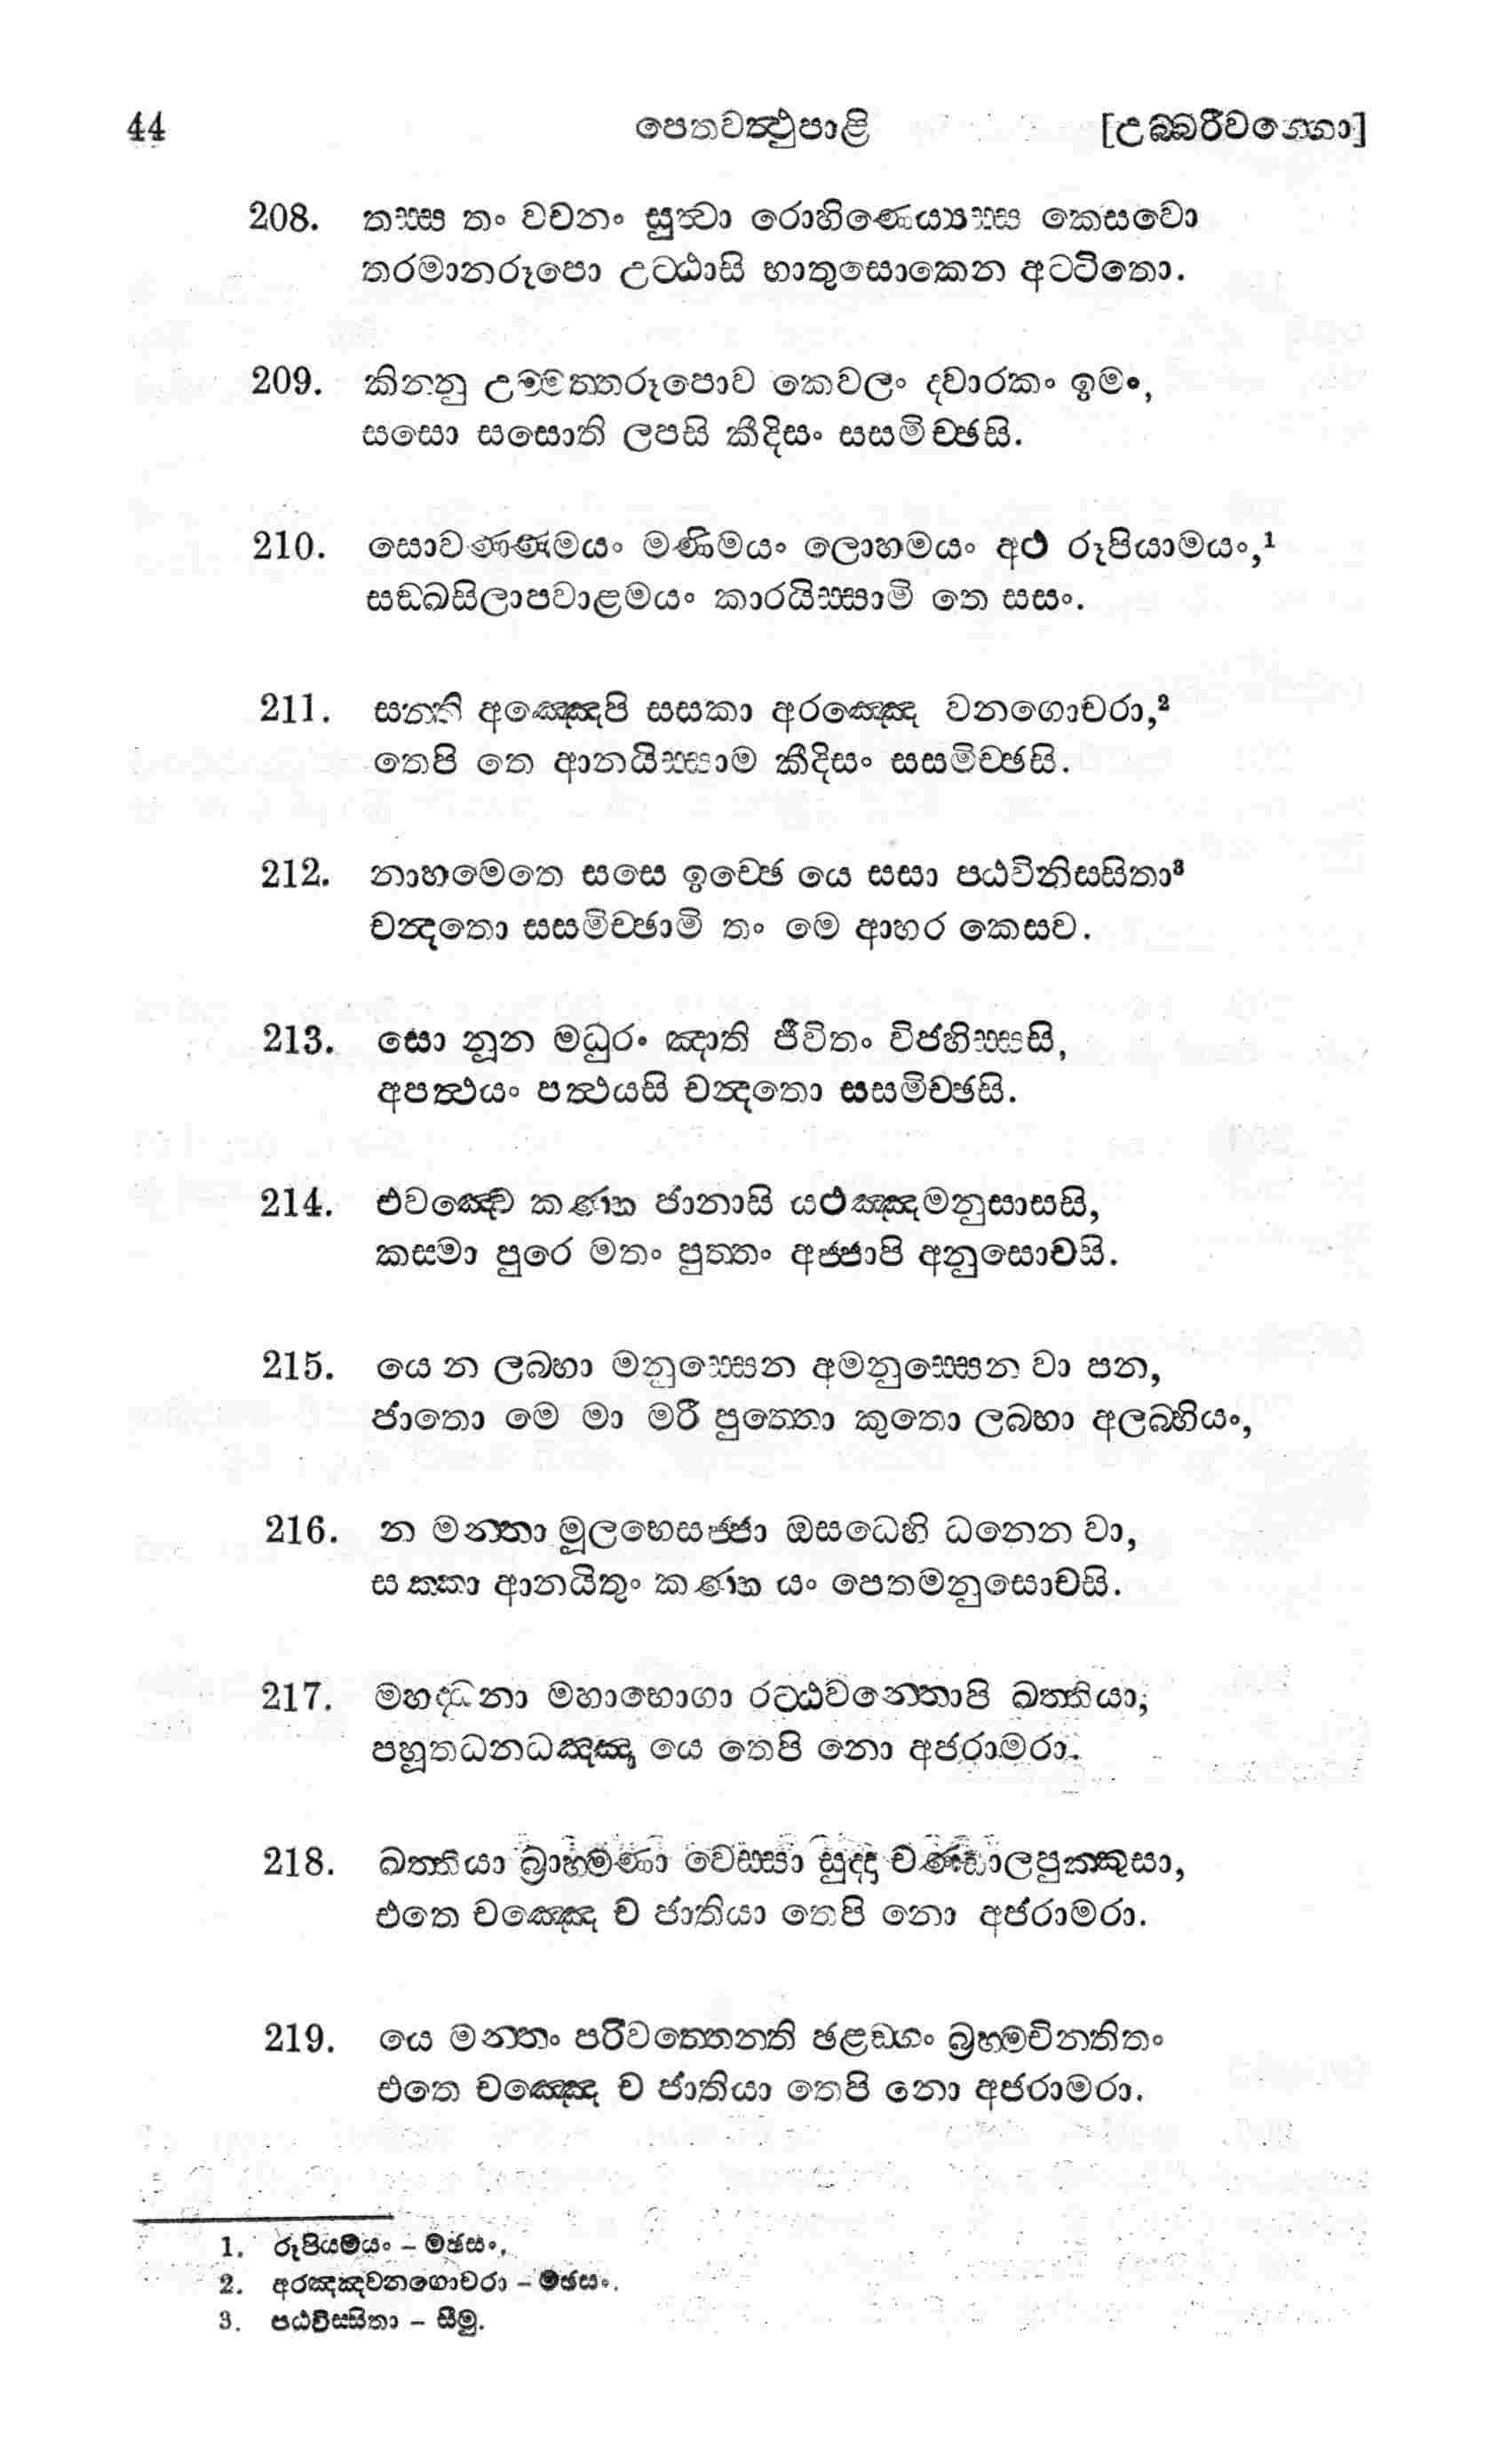 44 පෙතවත්ථුපාළි [උබ්බරීවග්ගො]
208. තස්ස තං වචනං සුත්වා රොහිණෙය්‍යස්ස කෙසවො
තරමානරූපො උට්ඨාසි භාතුසොකෙන අට්ටිතො.
209. කින්නු උම්මත්තරූපොව කෙවලං ද්වාරකං ඉමං,
සසො සසොති ලපසි කීදිසං සසමිච්ඡසි.
210. සොවණ්ණමයං මණිමයං ලොහමයං අථ රූපියාමයං,¹
සඞ්ඛසිලාපවාළමයං කාරයිස්සාමි තෙ සසං.
211. සන්ති අඤ්ඤෙපි සසකා අරඤ්ඤෙ වනගොචරා,²
තෙපි තෙ ආනයිස්සාම කීදිසං සසමිච්ඡසි.
212. නාහමෙතෙ සසෙ ඉච්ඡෙ යෙ සසා පඨවිනිස්සිතා³
චන්දතො සසමිච්ඡාමි තං මෙ ආහර කෙසව.
213. සො නූන මධුරං ඤාති ජීවිතං විජහිස්සසි,
අපත්ථයං පත්ථයසි චන්දතො සසමිච්ඡසි.
214. එවඤ්චෙ කණ්හ ජානාසි යථඤ්ඤමනුසාසසි,
කස්මා පුරෙ මතං පුත්තං අජ්ජාපි අනුසොචසි.
215. යෙ න ලබ්භා මනුස්සෙන අමනුස්සෙන වා පන,
ජාතො මෙ මා මරී පුත්තො කුතො ලබ්භා අලබ්භියං,
216. න මන්තා මූලභෙසජ්ජා ඔසධෙහි ධනෙන වා,
සක්කා ආනයිතුං කණ්හ යං පෙතමනුසොචසි.
217. මහද්ධනා මහාභොගා රට්ඨවන්තොපි ඛත්තියා,
පහූතධනධඤ්ඤා යෙ තෙපි නො අජරාමරා.
218. ඛත්තියා බ්‍රාහ්මණා වෙස්සා සුද්දා චණ්ඩාලපුක්කුසා,
එතෙ චඤ්ඤෙ ච ජාතියා තෙපි නො අජරාමරා.
219. යෙ මන්තං පරිවත්තෙන්ති ඡළඞ්ගං බ්‍රහ්මචින්තිතං
එතෙ චඤ්ඤෙ ච ජාතියා තෙපි නො අජරාමරා.
1. රූපියමයං – මඡසං.
2. අරඤ්ඤවනගොචරා – මඡසං.
3. පඨවිස්සිතා – සීමු.